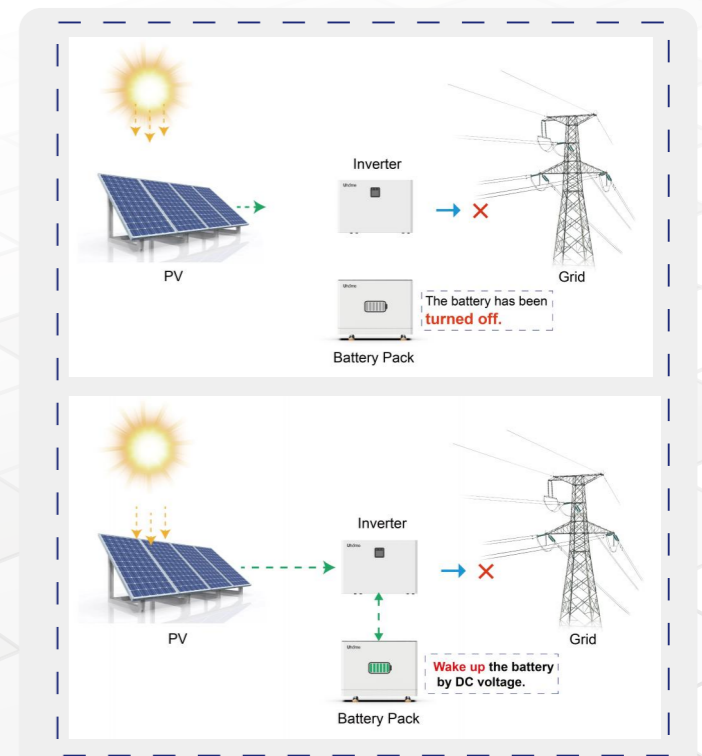 Inverter
PV
Grid
The battery has been
turned off.
Battery Pack
Inverter
PV
Grid
Wake up the battery
by DC voltage.
Battery Pack